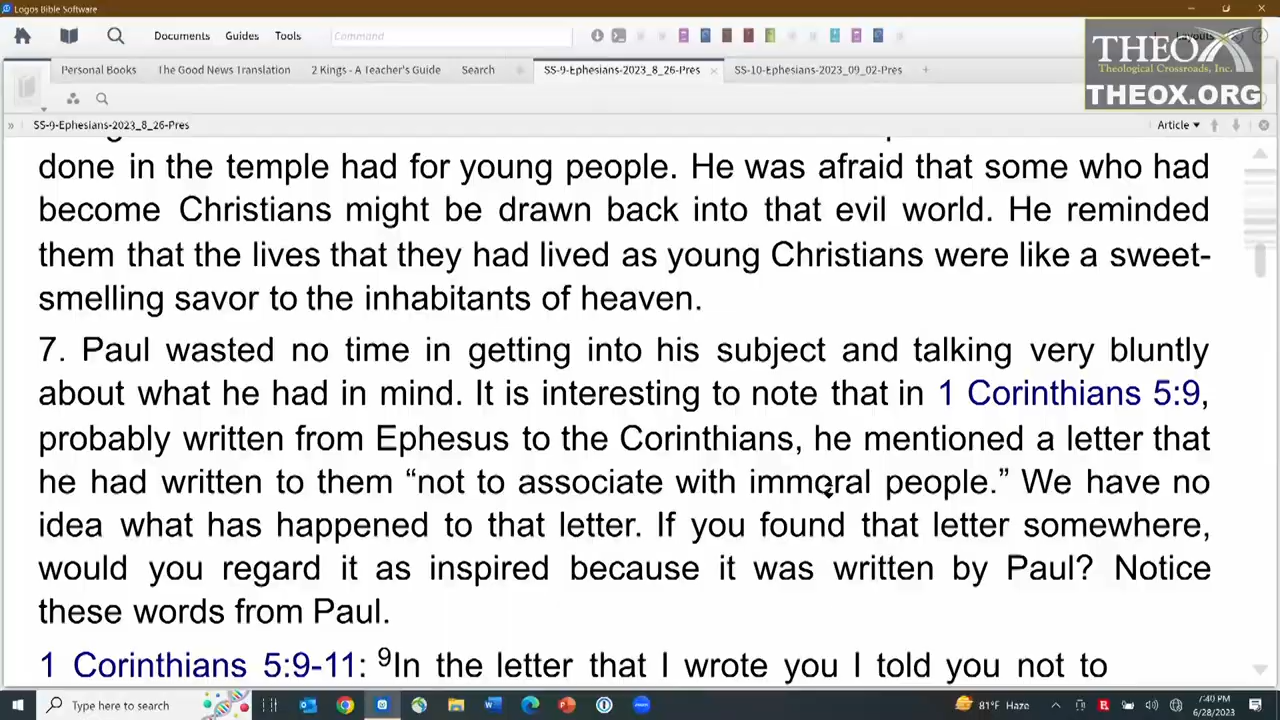 Logos Bible Software
Documents Guides Tools Command Layouts
THEOX
Theological Crossroads, Inc.
THEOX.ORG
Personal Books The Good News Translation 2 Kings - A Teacher's SS-9-Ephesians-2023_8_26-Pres SS-10-Ephesians-2023_09_02-Pres
SS-9-Ephesians-2023_8_26-Pres Article
done in the temple had for young people. He was afraid that some who had
become Christians might be drawn back into that evil world. He reminded
them that the lives that they had lived as young Christians were like a sweet-
smelling savor to the inhabitants of heaven.
7. Paul wasted no time in getting into his subject and talking very bluntly
about what he had in mind. It is interesting to note that in 1 Corinthians 5:9,
probably written from Ephesus to the Corinthians, he mentioned a letter that
he had written to them “not to associate with immoral people.” We have no
idea what has happened to that letter. If you found that letter somewhere,
would you regard it as inspired because it was written by Paul? Notice
these words from Paul.
1 Corinthians 5:9-11: ⁹In the letter that I wrote you I told you not to
Type here to search 81°F Haze 7:40 PM
6/28/2023